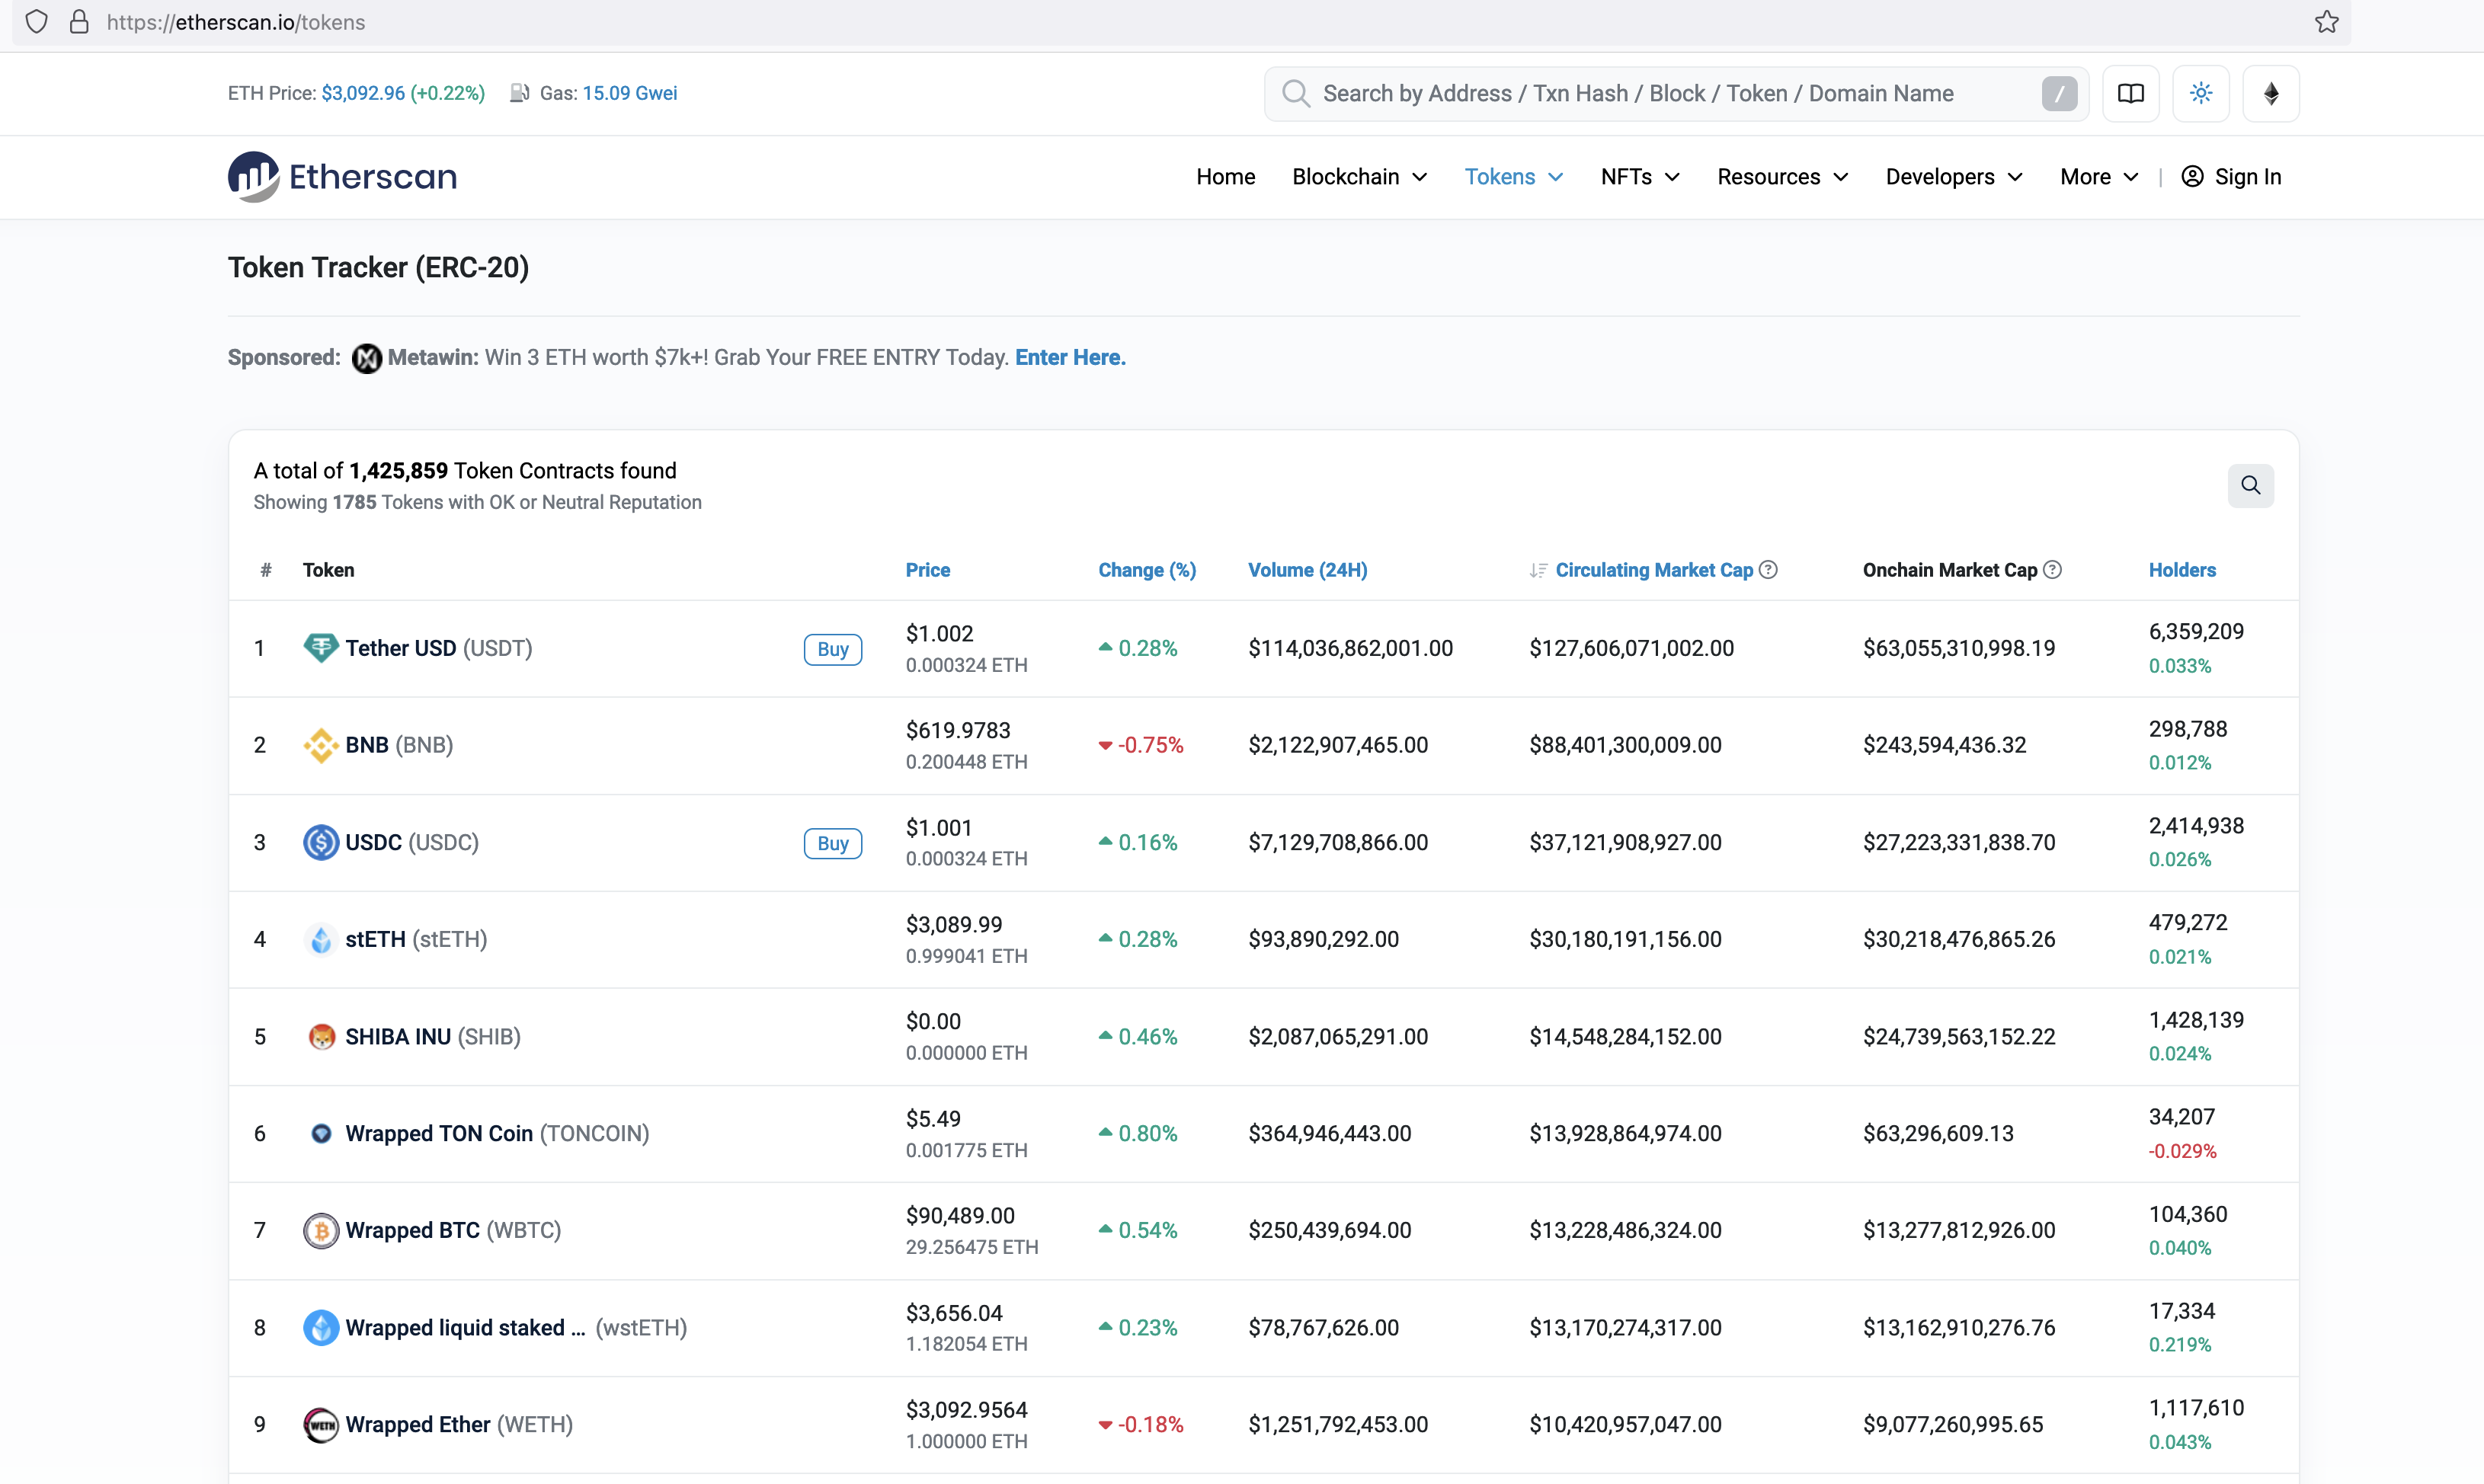 https://etherscan.io/tokens
ETH Price: $3,092.96 (+0.22%) Gas: 15.09 Gwei
Search by Address / Txn Hash / Block / Token / Domain Name /
Etherscan
Home Blockchain Tokens NFTs Resources Developers More | Sign In
Token Tracker (ERC-20)
Sponsored: Metawin: Win 3 ETH worth $7k+! Grab Your FREE ENTRY Today. Enter Here.
A total of 1,425,859 Token Contracts found
Showing 1785 Tokens with OK or Neutral Reputation
# Token Price Change (%) Volume (24H) Circulating Market Cap Onchain Market Cap Holders
1 Tether USD (USDT) Buy $1.002 0.28% $114,036,862,001.00 $127,606,071,002.00 $63,055,310,998.19 6,359,209
0.000324 ETH 0.033%
2 BNB (BNB) $619.9783 -0.75% $2,122,907,465.00 $88,401,300,009.00 $243,594,436.32 298,788
0.200448 ETH 0.012%
3 USDC (USDC) Buy $1.001 0.16% $7,129,708,866.00 $37,121,908,927.00 $27,223,331,838.70 2,414,938
0.000324 ETH 0.026%
4 stETH (stETH) $3,089.99 0.28% $93,890,292.00 $30,180,191,156.00 $30,218,476,865.26 479,272
0.999041 ETH 0.021%
5 SHIBA INU (SHIB) $0.00 0.46% $2,087,065,291.00 $14,548,284,152.00 $24,739,563,152.22 1,428,139
0.000000 ETH 0.024%
6 Wrapped TON Coin (TONCOIN) $5.49 0.80% $364,946,443.00 $13,928,864,974.00 $63,296,609.13 34,207
0.001775 ETH -0.029%
7 Wrapped BTC (WBTC) $90,489.00 0.54% $250,439,694.00 $13,228,486,324.00 $13,277,812,926.00 104,360
29.256475 ETH 0.040%
8 Wrapped liquid staked ... (wstETH) $3,656.04 0.23% $78,767,626.00 $13,170,274,317.00 $13,162,910,276.76 17,334
1.182054 ETH 0.219%
9 WETH Wrapped Ether (WETH) $3,092.9564 -0.18% $1,251,792,453.00 $10,420,957,047.00 $9,077,260,995.65 1,117,610
1.000000 ETH 0.043%